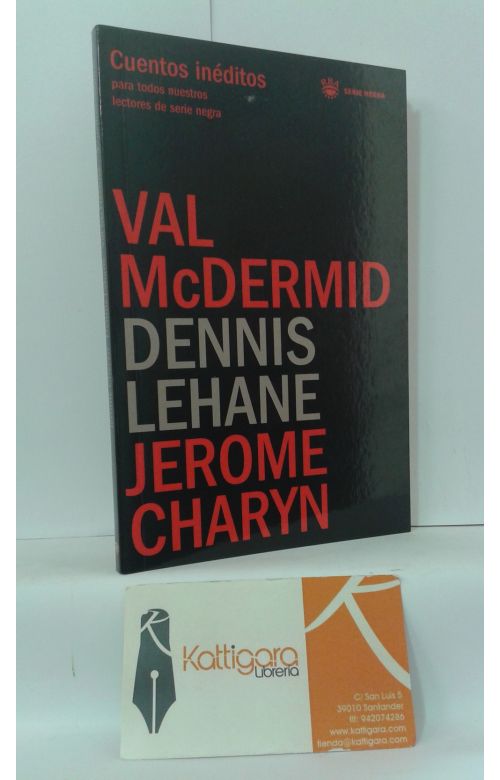 Cuentos inéditos
para todos nuestros
lectores de serie negra
RBA SERIE NEGRA
VAL
McDERMID
DENNIS
LEHANE
JEROME
CHARYN
Kattigara
Librería
C/ San Luis 5
39010 Santander
tlf: 942074286
www.kattigara.com
tienda@kattigara.com